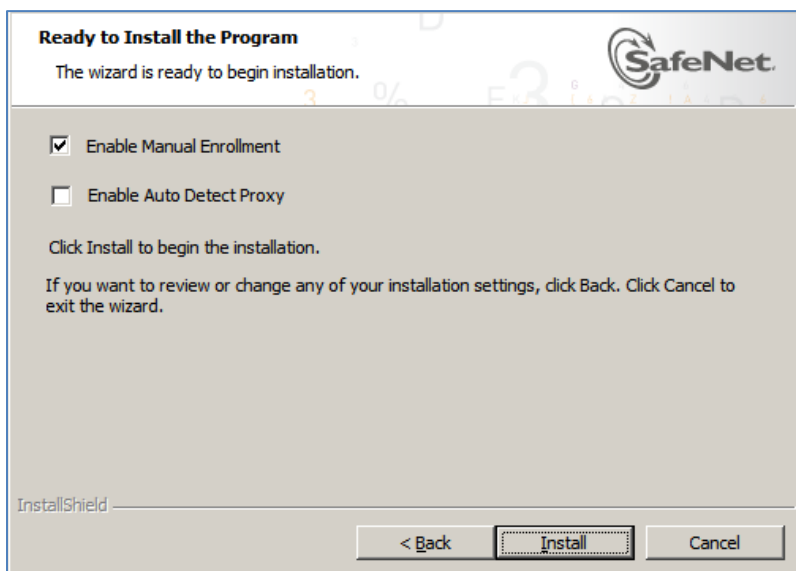 Ready to Install the Program
The wizard is ready to begin installation.
SafeNet.
Enable Manual Enrollment
Enable Auto Detect Proxy
Click Install to begin the installation.
If you want to review or change any of your installation settings, click Back. Click Cancel to
exit the wizard.
InstallShield
< Back
Install
Cancel